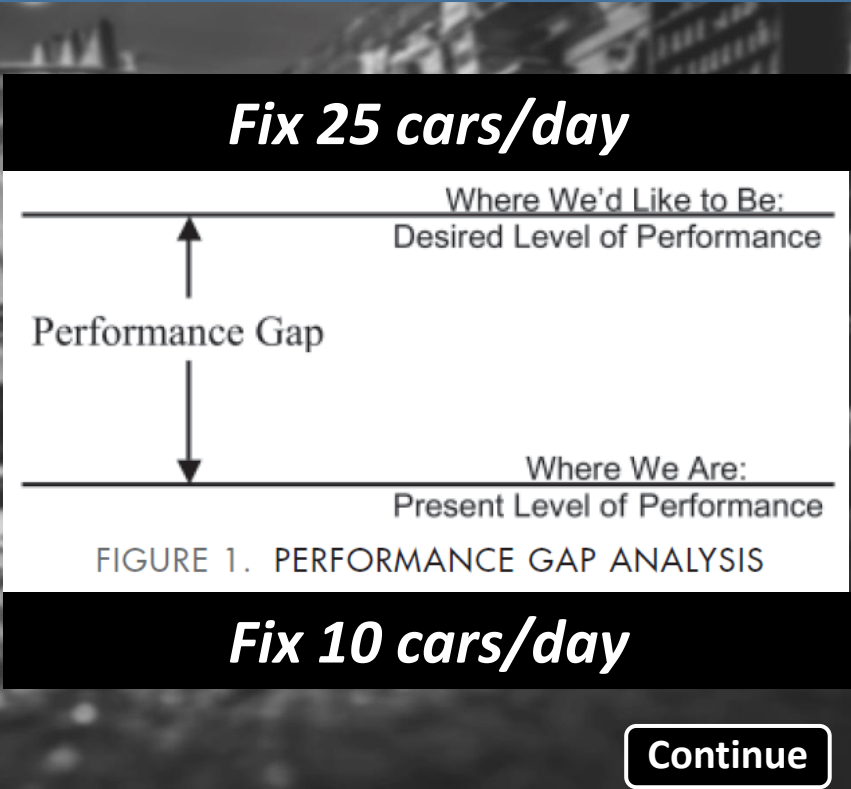 Fix 25 cars/day
Where We'd Like to Be:
Desired Level of Performance
Performance Gap
Where We Are:
Present Level of Performance
FIGURE 1. PERFORMANCE GAP ANALYSIS
Fix 10 cars/day
Continue